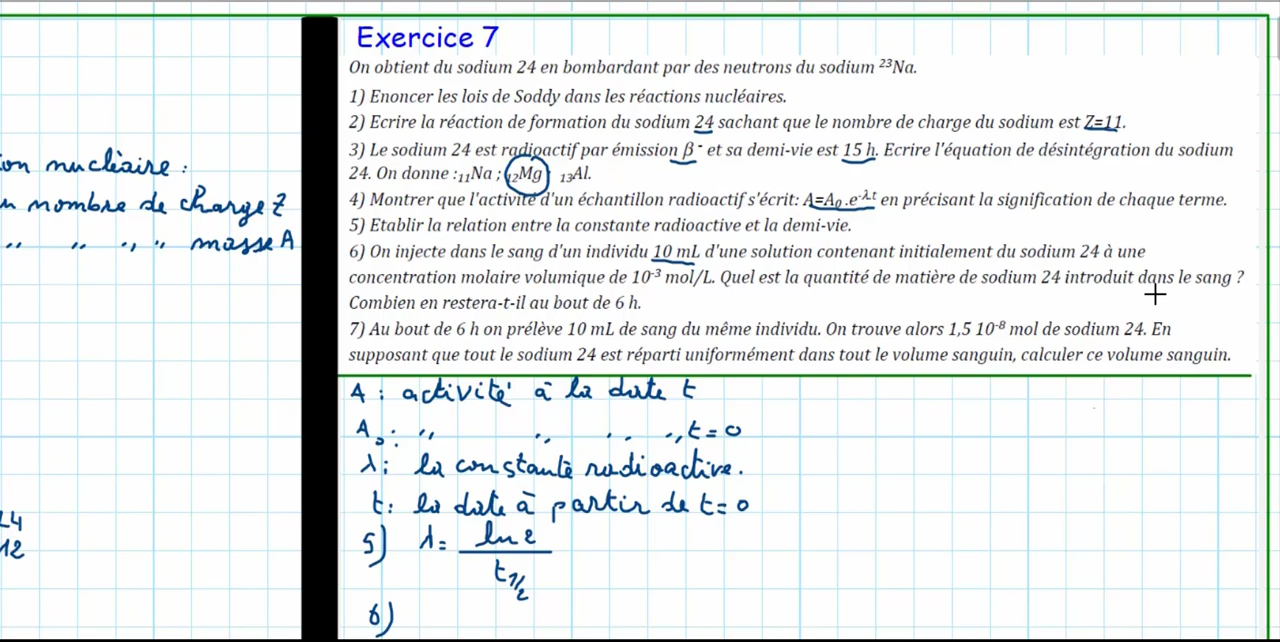 Exercice 7
On obtient du sodium 24 en bombardant par des neutrons du sodium ²³Na.
1) Enoncer les lois de Soddy dans les réactions nucléaires.
2) Ecrire la réaction de formation du sodium 24 sachant que le nombre de charge du sodium est Z=11.
3) Le sodium 24 est radioactif par émission β⁻ et sa demi-vie est 15 h. Ecrire l'équation de désintégration du sodium
24. On donne :₁₁Na ; ₁₂Mg ; ₁₃Al.
4) Montrer que l'activité d'un échantillon radioactif s'écrit: A=A₀ .e^-λt en précisant la signification de chaque terme.
5) Etablir la relation entre la constante radioactive et la demi-vie.
6) On injecte dans le sang d'un individu 10 mL d'une solution contenant initialement du sodium 24 à une
concentration molaire volumique de 10⁻³ mol/L. Quel est la quantité de matière de sodium 24 introduit dans le sang ?
Combien en restera-t-il au bout de 6 h.
7) Au bout de 6 h on prélève 10 mL de sang du même individu. On trouve alors 1,5 10⁻⁸ mol de sodium 24. En
supposant que tout le sodium 24 est réparti uniformément dans tout le volume sanguin, calculer ce volume sanguin.
on nucléaire :
nombre de charge Z
,, ,, ,, ,, masse A
24
12
A : activité à la date t
A₀ : ,, ,, ,, ,, t = 0
λ : la constante radioactive.
t : la date à partir de t = 0
5) λ = ln 2
t 1/2
6)